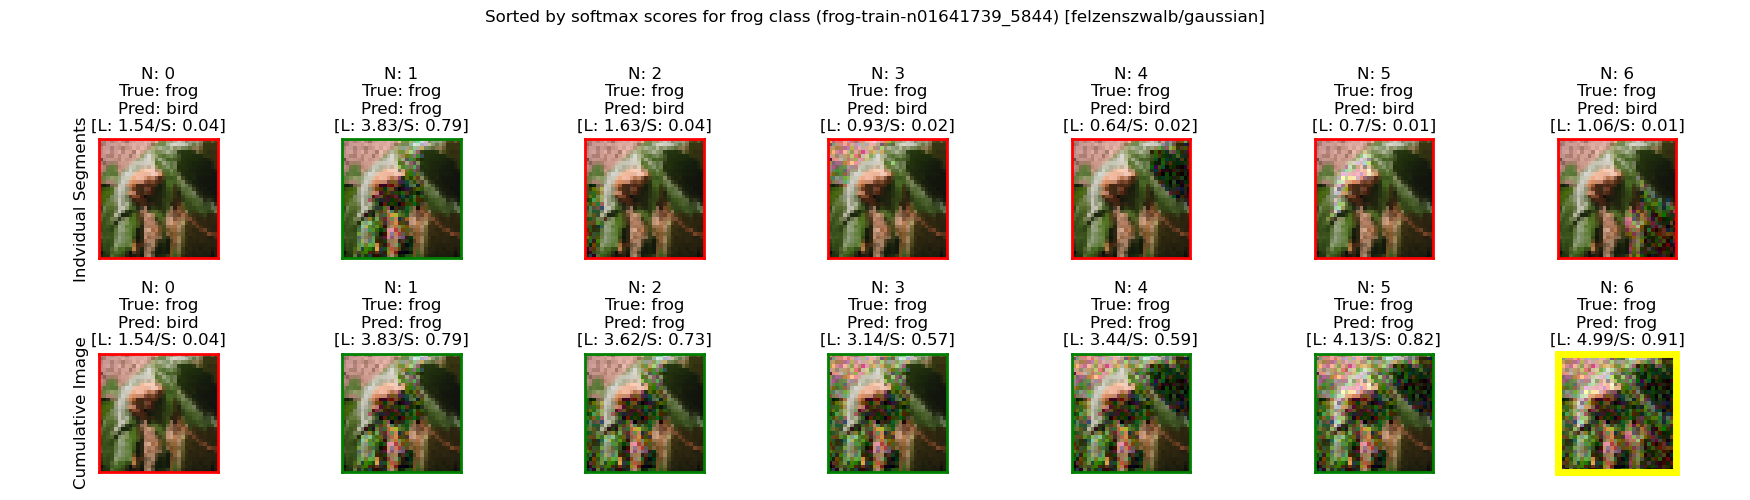 Sorted by softmax scores for frog class (frog-train-n01641739_5844) [felzenszwalb/gaussian]
Indvidual Segments
N: 0
True: frog
Pred: bird
[L: 1.54/S: 0.04]
N: 1
True: frog
Pred: frog
[L: 3.83/S: 0.79]
N: 2
True: frog
Pred: bird
[L: 1.63/S: 0.04]
N: 3
True: frog
Pred: bird
[L: 0.93/S: 0.02]
N: 4
True: frog
Pred: bird
[L: 0.64/S: 0.02]
N: 5
True: frog
Pred: bird
[L: 0.7/S: 0.01]
N: 6
True: frog
Pred: bird
[L: 1.06/S: 0.01]
Cumulative Image
N: 0
True: frog
Pred: bird
[L: 1.54/S: 0.04]
N: 1
True: frog
Pred: frog
[L: 3.83/S: 0.79]
N: 2
True: frog
Pred: frog
[L: 3.62/S: 0.73]
N: 3
True: frog
Pred: frog
[L: 3.14/S: 0.57]
N: 4
True: frog
Pred: frog
[L: 3.44/S: 0.59]
N: 5
True: frog
Pred: frog
[L: 4.13/S: 0.82]
N: 6
True: frog
Pred: frog
[L: 4.99/S: 0.91]